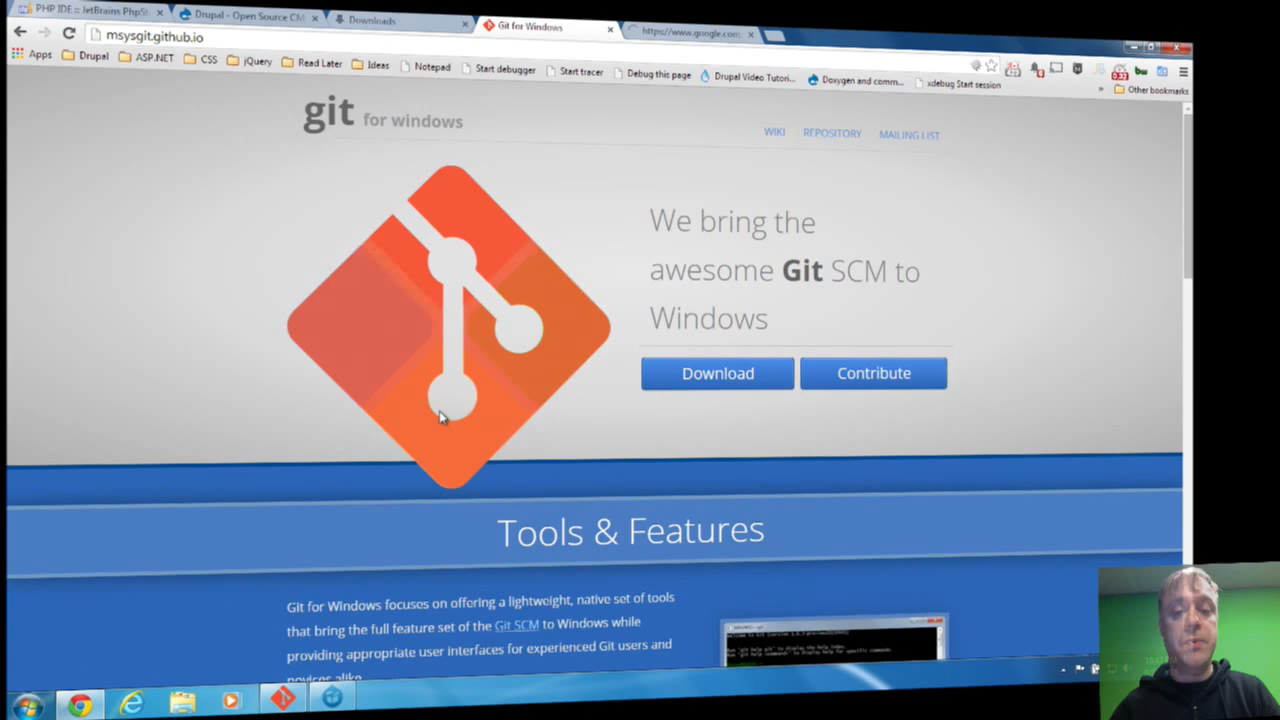 PHP IDE :: JetBrains PhpSt
Drupal - Open Source CM
Downloads
Git for Windows
https://www.google.com
msysgit.github.io
Apps
Drupal
ASP.NET
CSS
jQuery
Read Later
Ideas
Notepad
Start debugger
Start tracer
Debug this page
Drupal Video Tutori...
Doxygen and comm...
xdebug Start session
Other bookmarks
git for windows
WIKI
REPOSITORY
MAILING LIST
We bring the
awesome Git SCM to
Windows
Download
Contribute
Tools & Features
Git for Windows focuses on offering a lightweight, native set of tools
that bring the full feature set of the Git SCM to Windows while
providing appropriate user interfaces for experienced Git users and
novices alike.